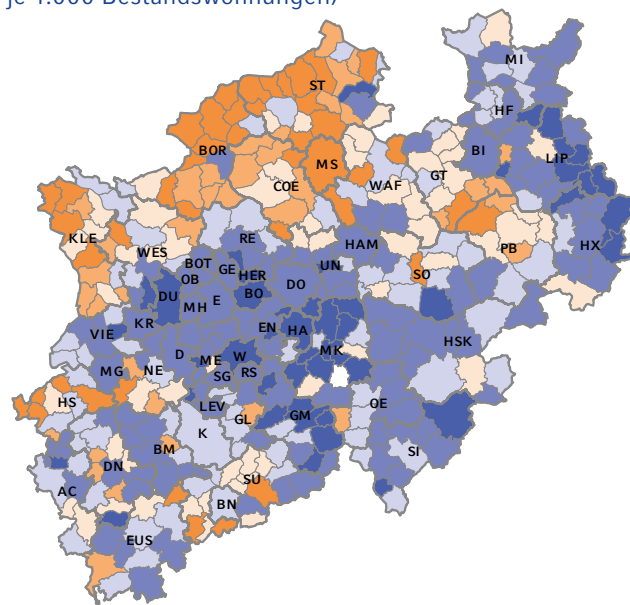 je 1.000 Bestandswohnungen)
MI
ST
HF
BOR
BI
MS
LIP
COE
WAF
GT
KLE
RE
WES
HAM
PB
HX
BOT
GE
UN
SO
OB
HER
DU
BO
DO
MH
E
KR
EN
HA
VIE
HSK
D
ME
W
MK
MG
NE
SG
RS
HS
LEV
GL
GM
OE
K
BM
SI
DN
SU
AC
BN
EUS